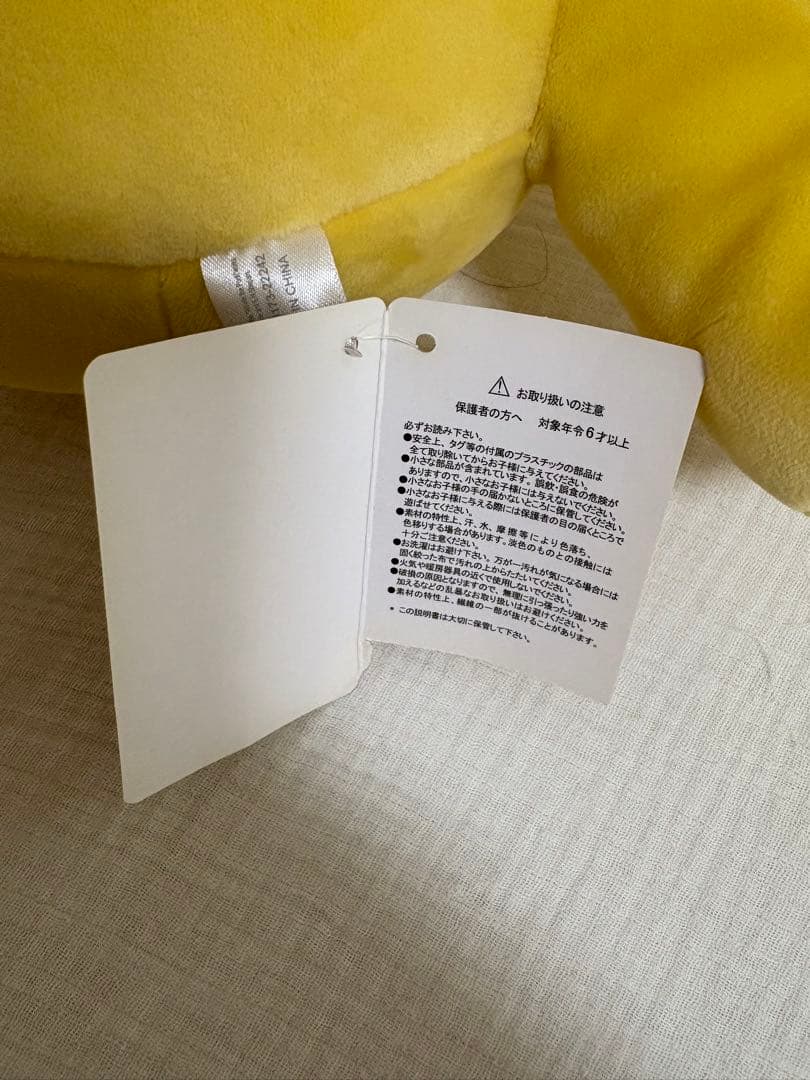 IN CHINA
173-22242
⚠ お取り扱いの注意
保護者の方へ 対象年令6才以上
必ずお読み下さい。
●安全上、タグ等の付属のプラスチックの部品は
全て取り除いてからお子様に与えてください。
●小さな部品が含まれています。誤飲・誤食の危険が
ありますので、小さなお子様には与えないでください。
●小さなお子様の手の届かないところに保管してください。
●小さなお子様に与える際には保護者の目の届くところで
遊ばせてください。
●素材の特性上、汗、水、摩擦等により色落ち、
色移りする場合があります。淡色のものとの接触には
十分ご注意ください。
●お洗濯はお避け下さい。万が一汚れが気になる場合には
固く絞った布で汚れの上からたたいてください。
●火気や暖房器具の近くで使用しないでください。
●破損の原因となりますので、無理に引っ張ったり強い力を
加えるなどの乱暴なお取り扱いはお避けください。
●素材の特性上、繊維の一部が抜けることがあります。
* この説明書は大切に保管して下さい。